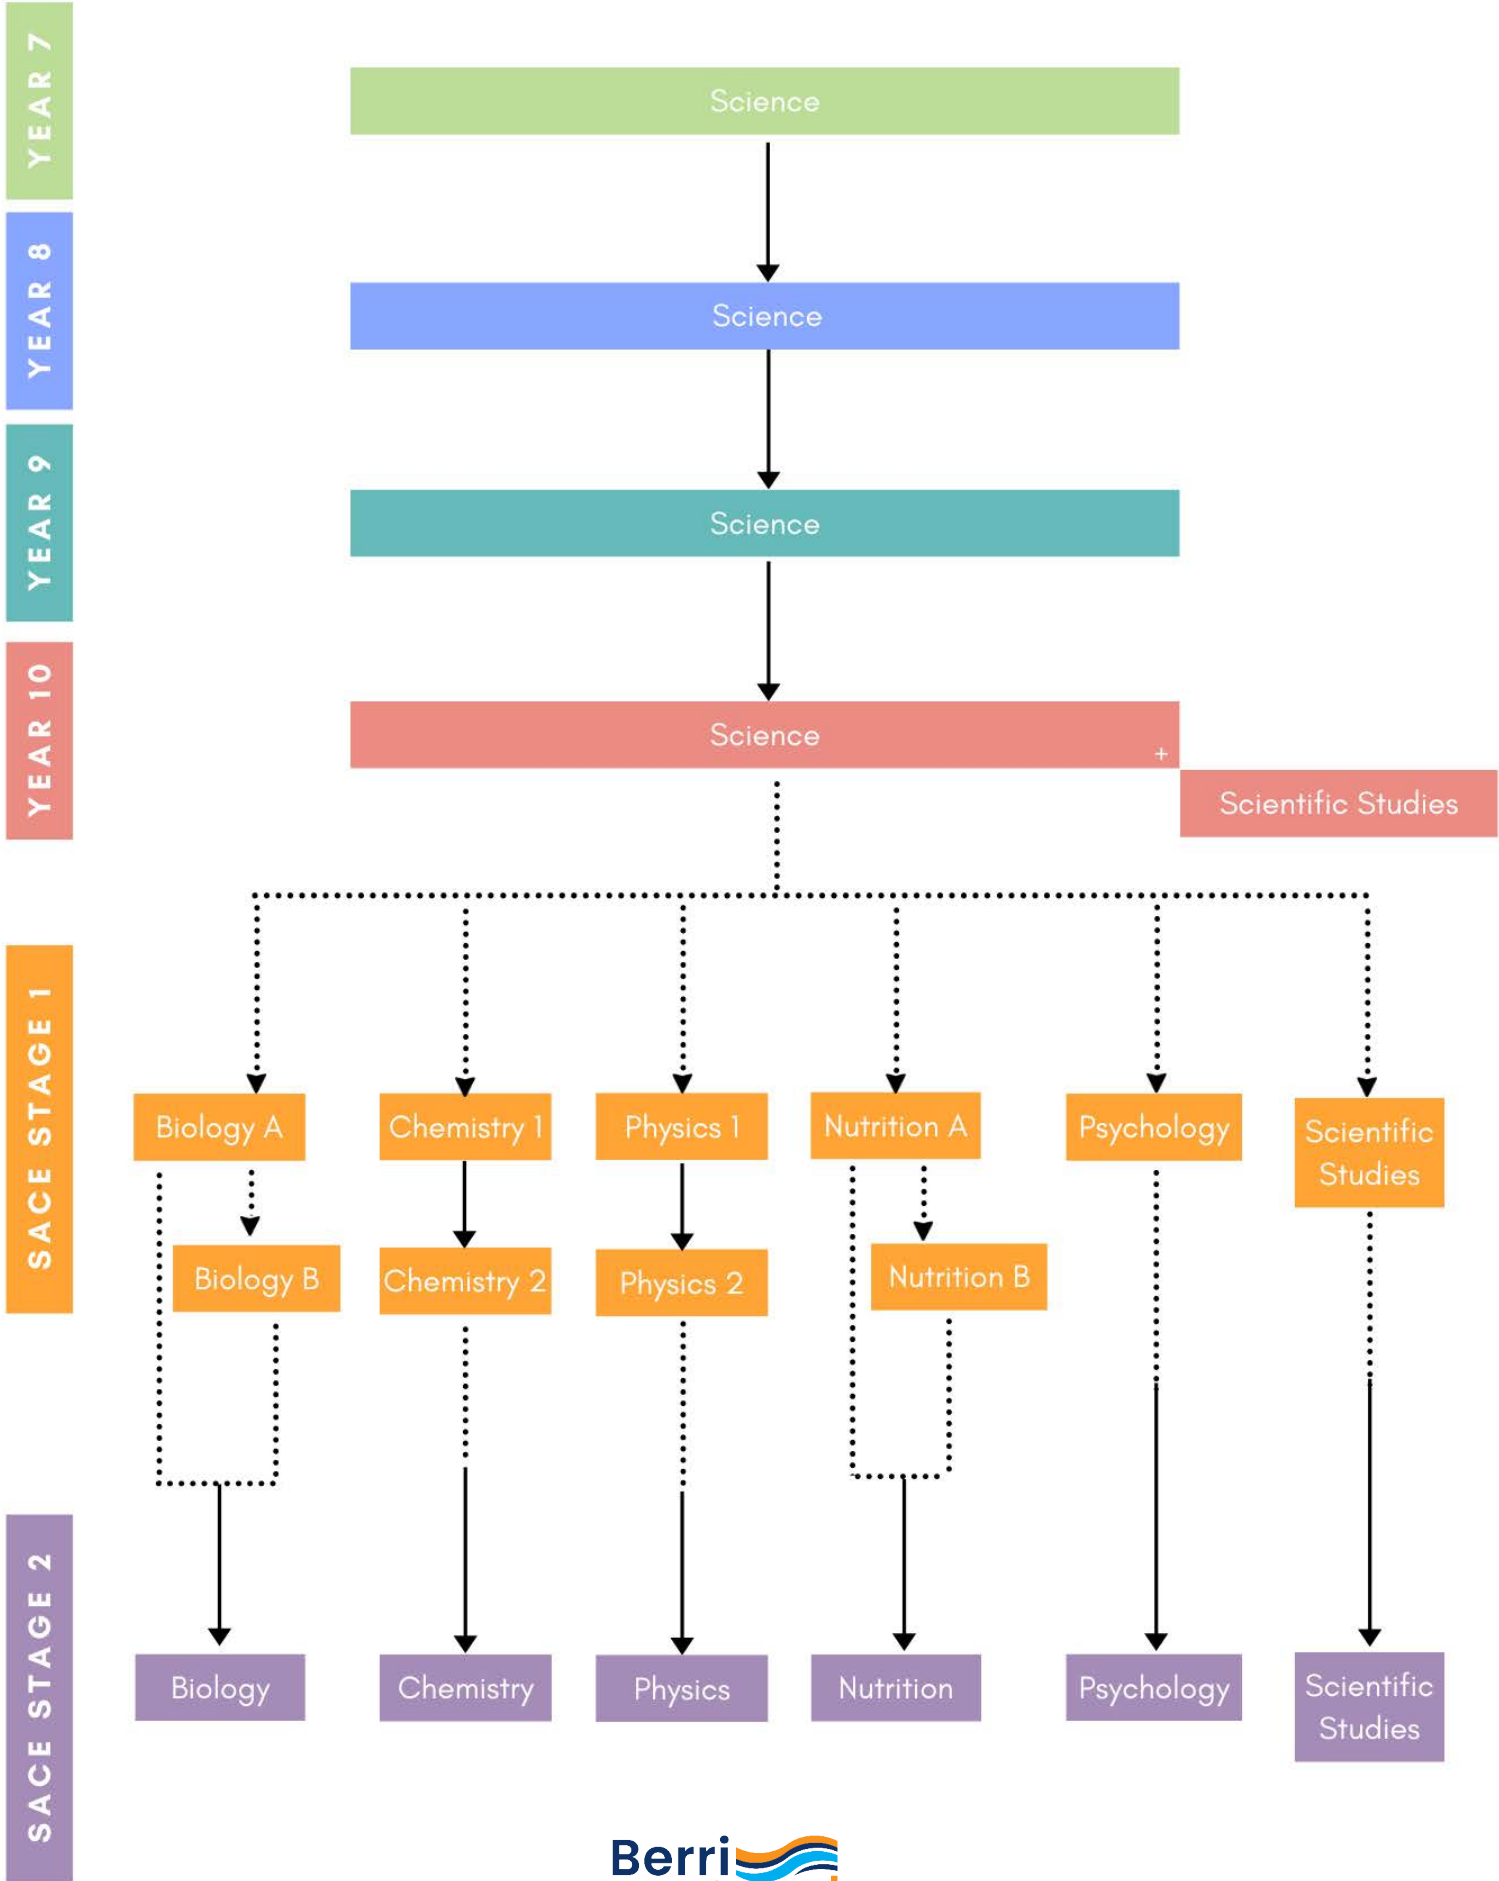 YEAR 7
Science
YEAR 8
Science
YEAR 9
Science
YEAR 10
Science
+
Scientific Studies
SACE STAGE 1
Biology A
Chemistry 1
Physics 1
Nutrition A
Psychology
Scientific
Studies
Biology B
Chemistry 2
Physics 2
Nutrition B
SACE STAGE 2
Biology
Chemistry
Physics
Nutrition
Psychology
Scientific
Studies
Berri